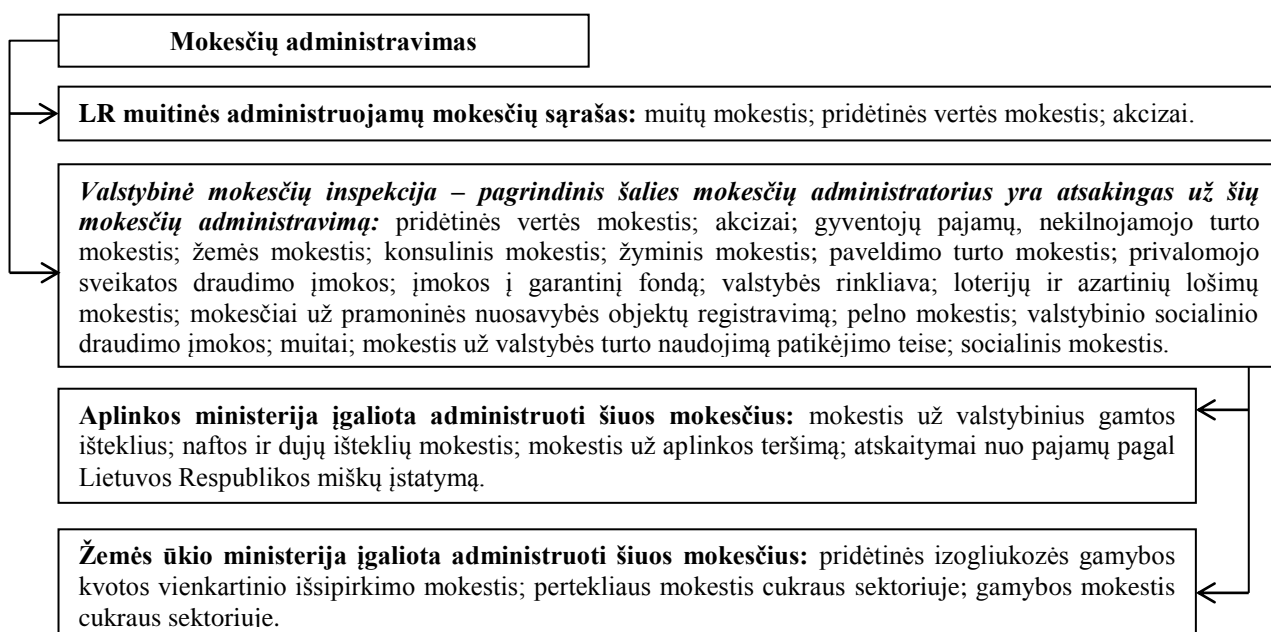 Mokesčių administravimas
LR muitinės administruojamų mokesčių sąrašas: muitų mokestis; pridėtinės vertės mokestis; akcizai.
Valstybinė mokesčių inspekcija – pagrindinis šalies mokesčių administratorius yra atsakingas už šių
mokesčių administravimą: pridėtinės vertės mokestis; akcizai; gyventojų pajamų, nekilnojamojo turto
mokestis; žemės mokestis; konsulinis mokestis; žyminis mokestis; paveldimo turto mokestis; privalomojo
sveikatos draudimo įmokos; įmokos į garantinį fondą; valstybės rinkliava; loterijų ir azartinių lošimų
mokestis; mokesčiai už pramoninės nuosavybės objektų registravimą; pelno mokestis; valstybinio socialinio
draudimo įmokos; muitai; mokestis už valstybės turto naudojimą patikėjimo teise; socialinis mokestis.
Aplinkos ministerija įgaliota administruoti šiuos mokesčius: mokestis už valstybinius gamtos
išteklius; naftos ir dujų išteklių mokestis; mokestis už aplinkos teršimą; atskaitymai nuo pajamų pagal
Lietuvos Respublikos miškų įstatymą.
Žemės ūkio ministerija įgaliota administruoti šiuos mokesčius: pridėtinės izogliukozės gamybos
kvotos vienkartinio išsipirkimo mokestis; pertekliaus mokestis cukraus sektoriuje; gamybos mokestis
cukraus sektoriuje.